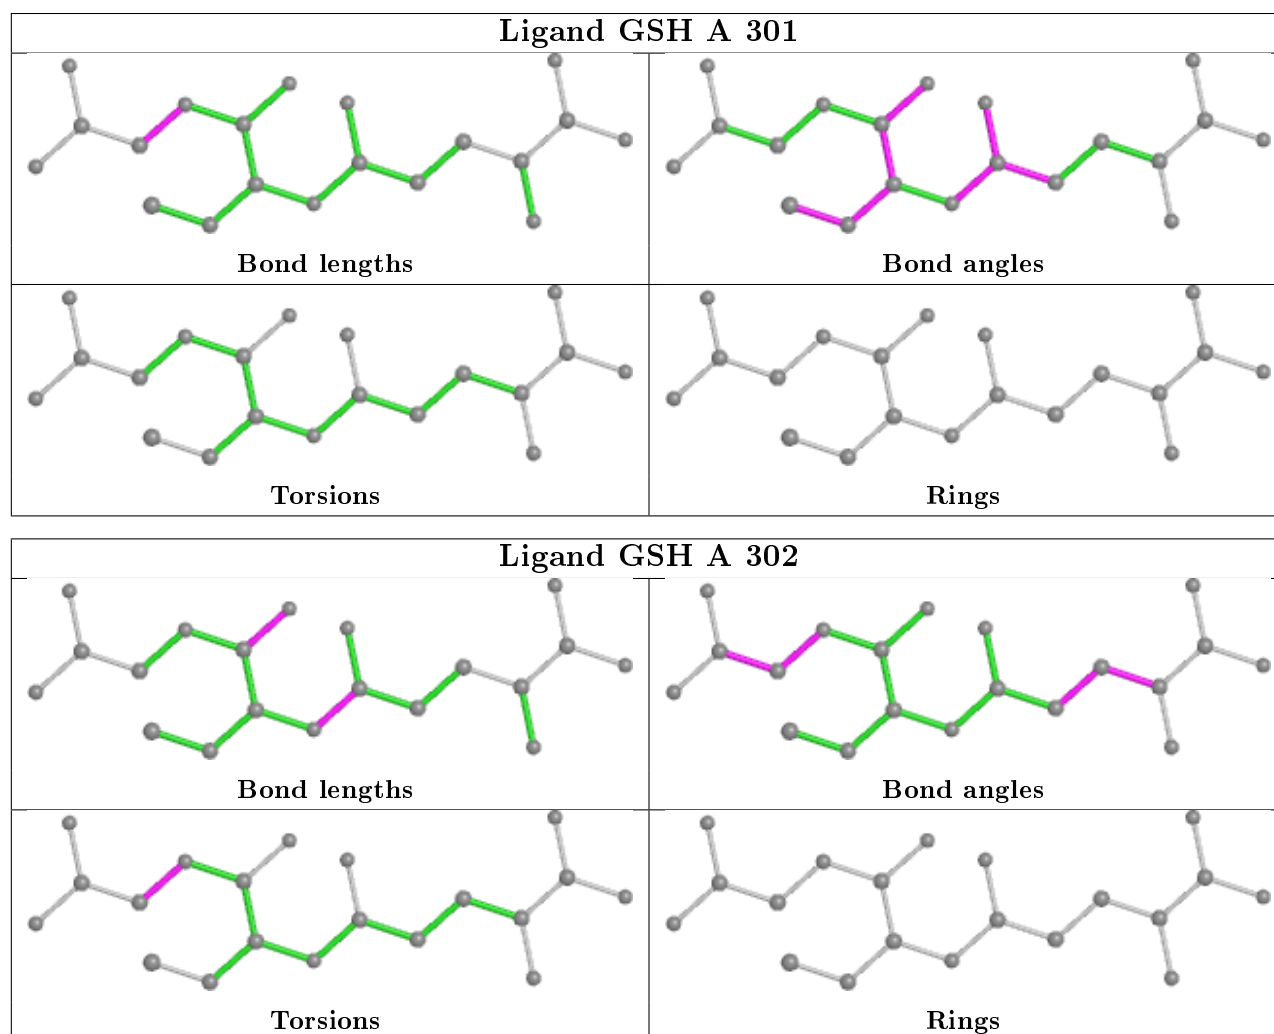 Ligand GSH A 301
Bond lengths
Bond angles
Torsions
Rings
Ligand GSH A 302
Bond lengths
Bond angles
Torsions
Rings